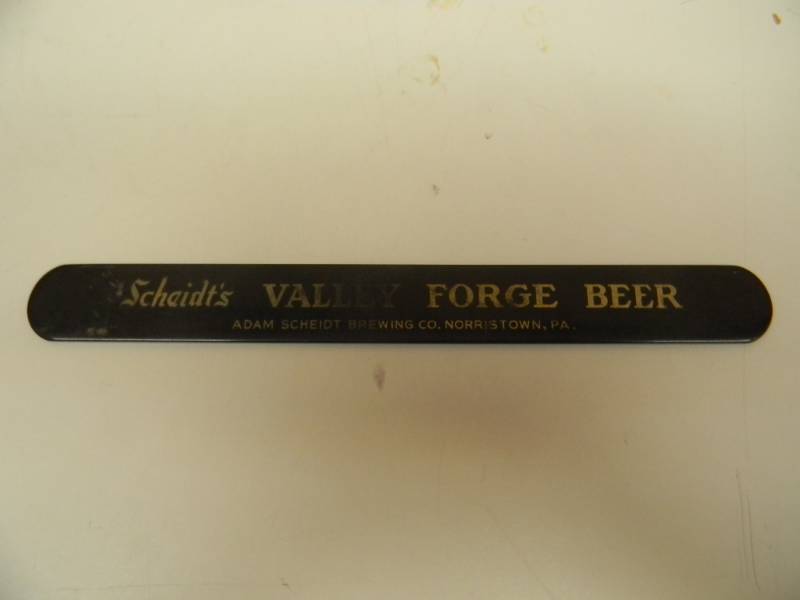 Scheidt's VALLEY FORGE BEER
ADAM SCHEIDT BREWING CO. NORRISTOWN, PA.